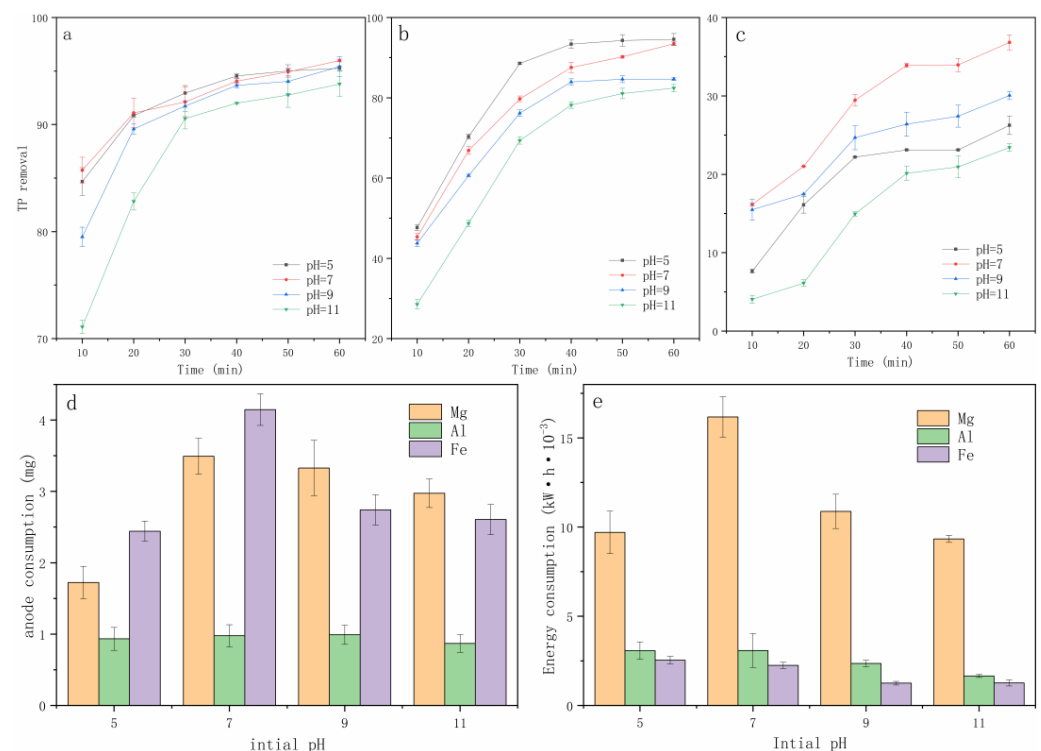 a
TP removal
100
90
80
70
10 20 30 40 50 60
Time (min)
pH=5
pH=7
pH=9
pH=11
b
100
80
60
40
20
10 20 30 40 50 60
Time (min)
pH=5
pH=7
pH=9
pH=11
c
40
30
20
10
0
10 20 30 40 50 60
Time (min)
pH=5
pH=7
pH=9
pH=11
d
anode consumption (mg)
4
3
2
1
0
5 7 9 11
intial pH
Mg
Al
Fe
e
Energy consumption (kW•h•10⁻³)
15
10
5
0
5 7 9 11
Intial pH
Mg
Al
Fe